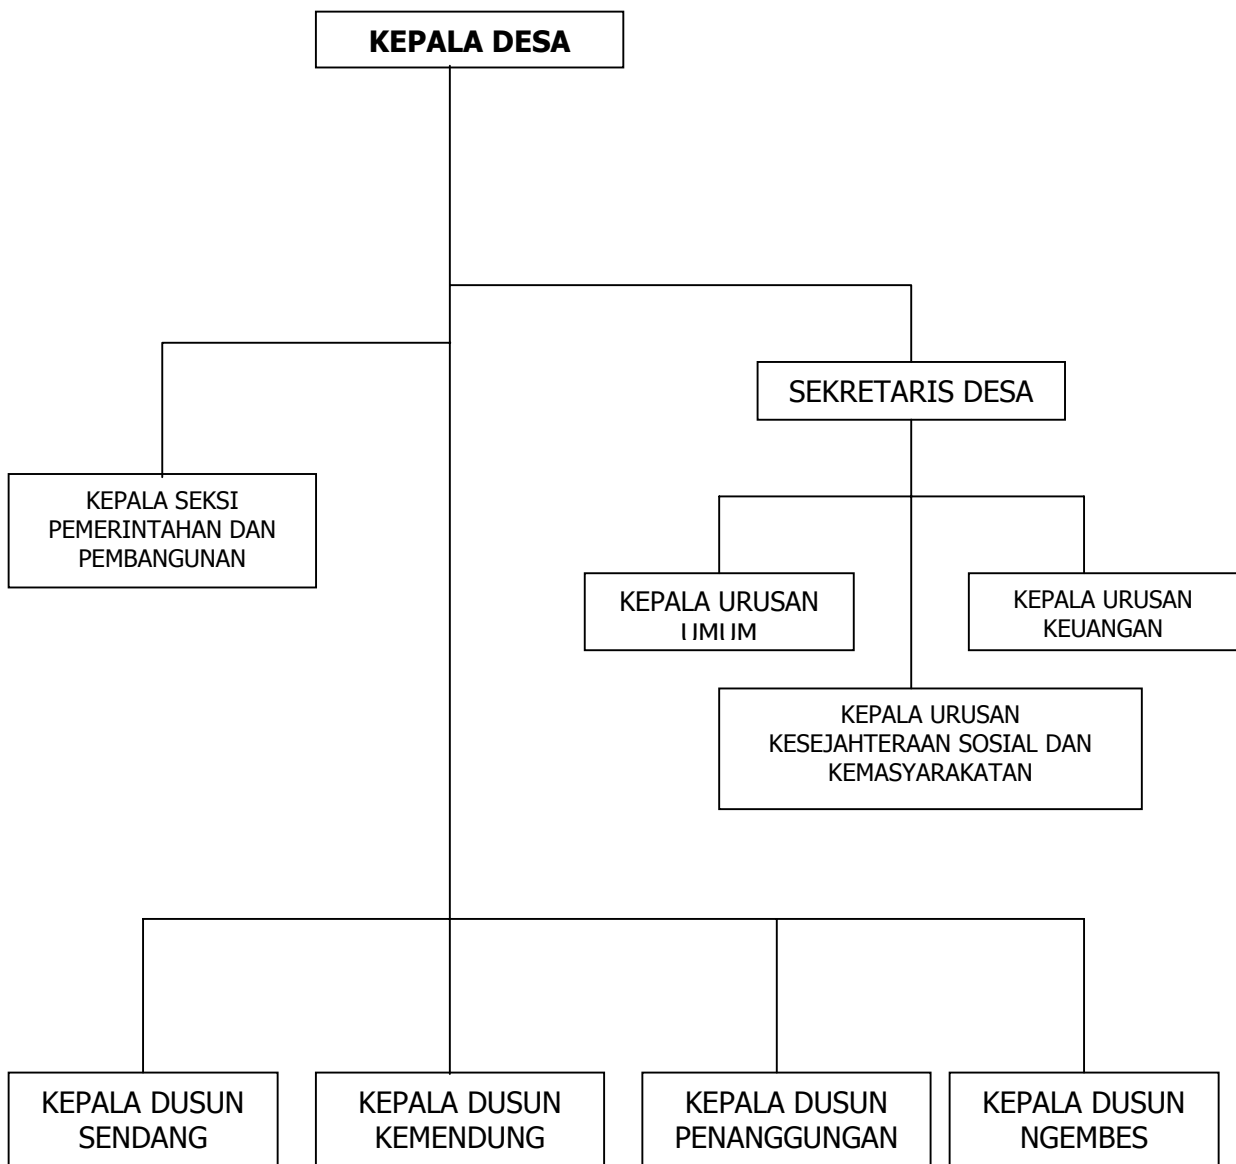 KEPALA DESA
SEKRETARIS DESA
KEPALA SEKSI
PEMERINTAHAN DAN
PEMBANGUNAN
KEPALA URUSAN
UMUM
KEPALA URUSAN
KEUANGAN
KEPALA URUSAN
KESEJAHTERAAN SOSIAL DAN
KEMASYARAKATAN
KEPALA DUSUN
SENDANG
KEPALA DUSUN
KEMENDUNG
KEPALA DUSUN
PENANGGUNGAN
KEPALA DUSUN
NGEMBES